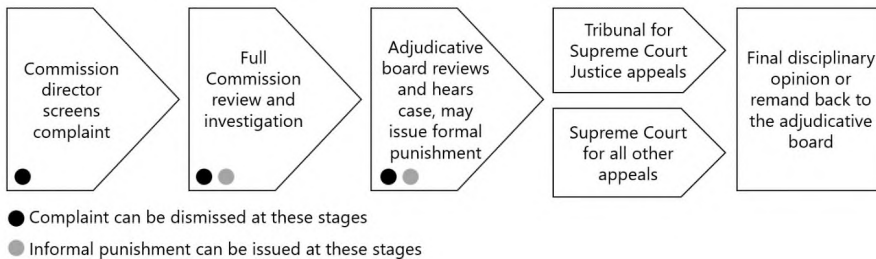 Commission
director
screens
complaint
Full
Commission
review and
investigation
Adjudicative
board reviews
and hears
case, may
issue formal
punishment
Tribunal for
Supreme Court
Justice appeals
Supreme Court
for all other
appeals
Final disciplinary
opinion or
remand back to
the adjudicative
board
Complaint can be dismissed at these stages
Informal punishment can be issued at these stages